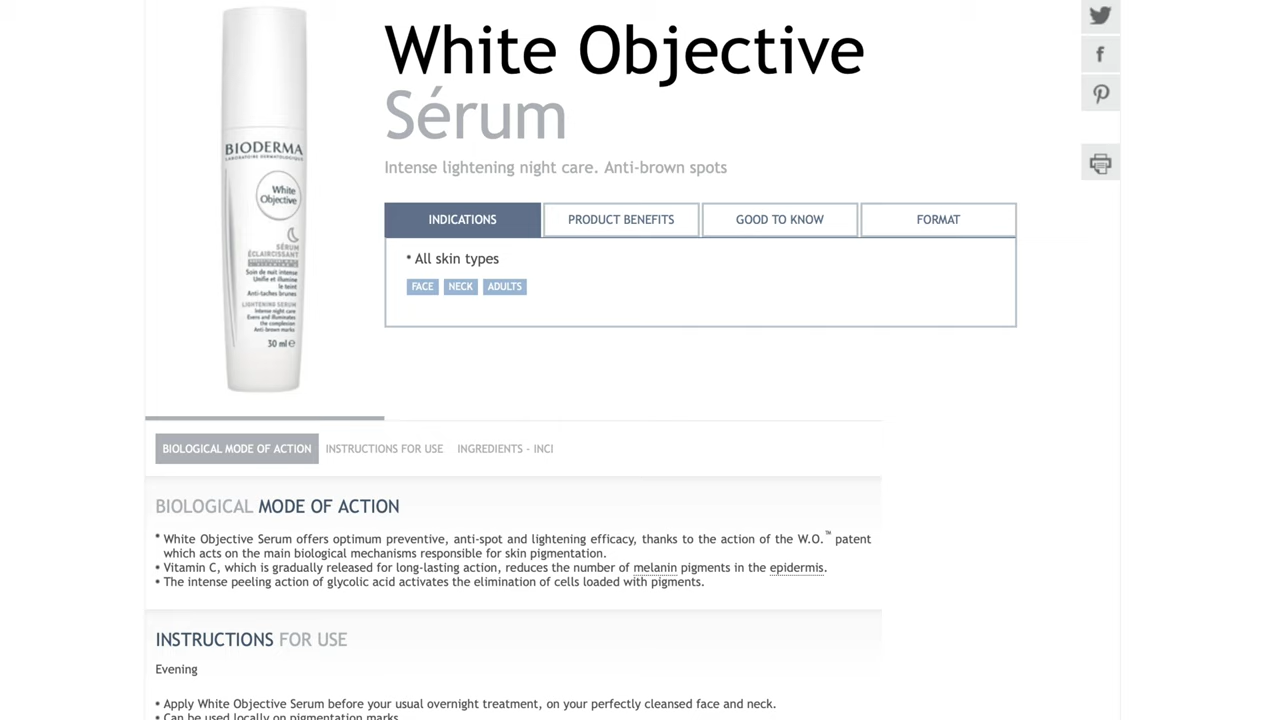 White Objective
Sérum
Intense lightening night care. Anti-brown spots
INDICATIONS
PRODUCT BENEFITS
GOOD TO KNOW
FORMAT
• All skin types
FACE
NECK
ADULTS
BIODERMA
LABORATOIRE DERMATOLOGIQUE
White
Objective
SÉRUM
ÉCLAIRCISSANT
Soin de nuit intense
Unifie et illumine
le teint
Anti-taches brunes
LIGHTENING SERUM
Intense night care
Evens and illuminates
the complexion
Anti-brown marks
30 ml e
BIOLOGICAL MODE OF ACTION
INSTRUCTIONS FOR USE
INGREDIENTS - INCI
BIOLOGICAL MODE OF ACTION
• White Objective Serum offers optimum preventive, anti-spot and lightening efficacy, thanks to the action of the W.O.™ patent
which acts on the main biological mechanisms responsible for skin pigmentation.
• Vitamin C, which is gradually released for long-lasting action, reduces the number of melanin pigments in the epidermis.
• The intense peeling action of glycolic acid activates the elimination of cells loaded with pigments.
INSTRUCTIONS FOR USE
Evening
• Apply White Objective Serum before your usual overnight treatment, on your perfectly cleansed face and neck.
• Can be used locally on pigmentation marks.